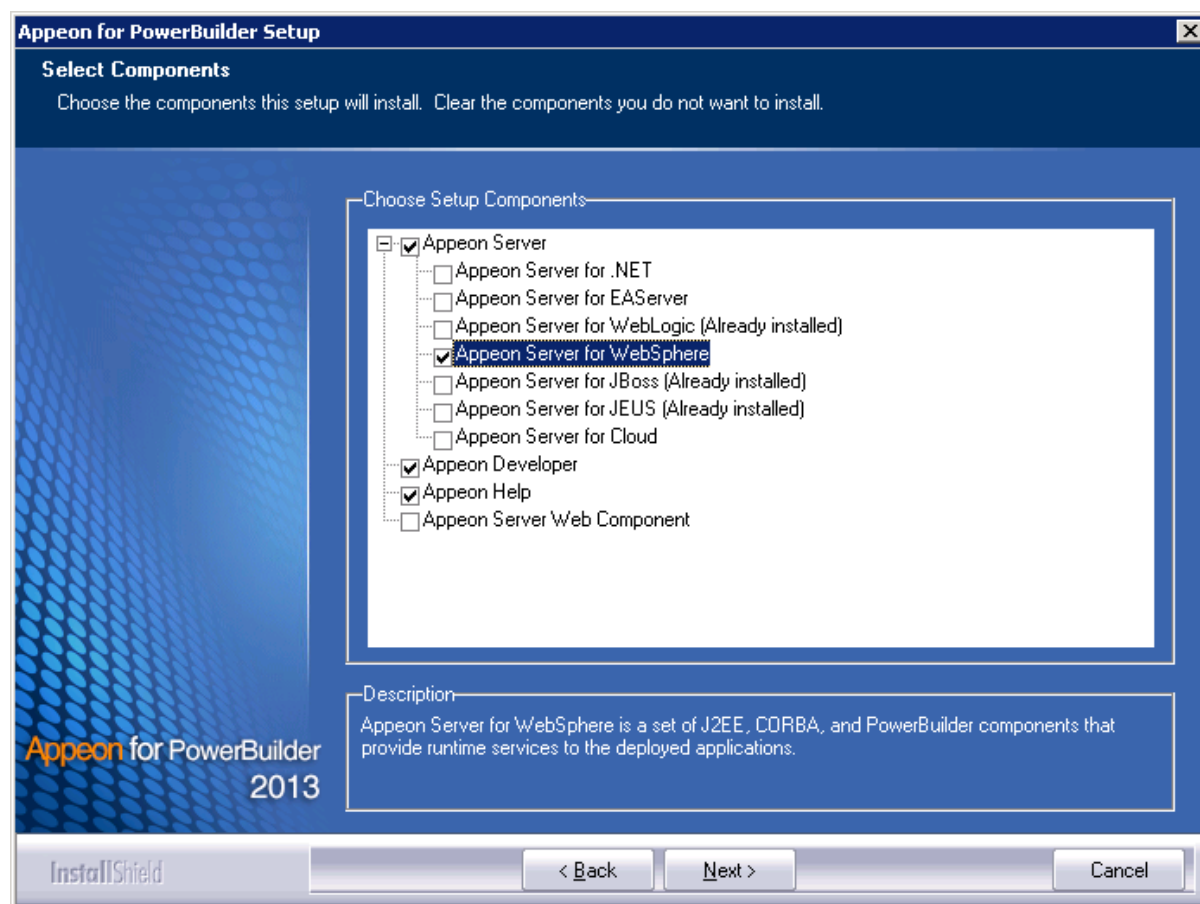 Appeon for PowerBuilder Setup
Select Components
Choose the components this setup will install.  Clear the components you do not want to install.
Choose Setup Components
Appeon Server
Appeon Server for .NET
Appeon Server for EAServer
Appeon Server for WebLogic (Already installed)
Appeon Server for WebSphere
Appeon Server for JBoss (Already installed)
Appeon Server for JEUS (Already installed)
Appeon Server for Cloud
Appeon Developer
Appeon Help
Appeon Server Web Component
Description
Appeon Server for WebSphere is a set of J2EE, CORBA, and PowerBuilder components that
provide runtime services to the deployed applications.
Appeon for PowerBuilder
2013
InstallShield
< Back
Next >
Cancel